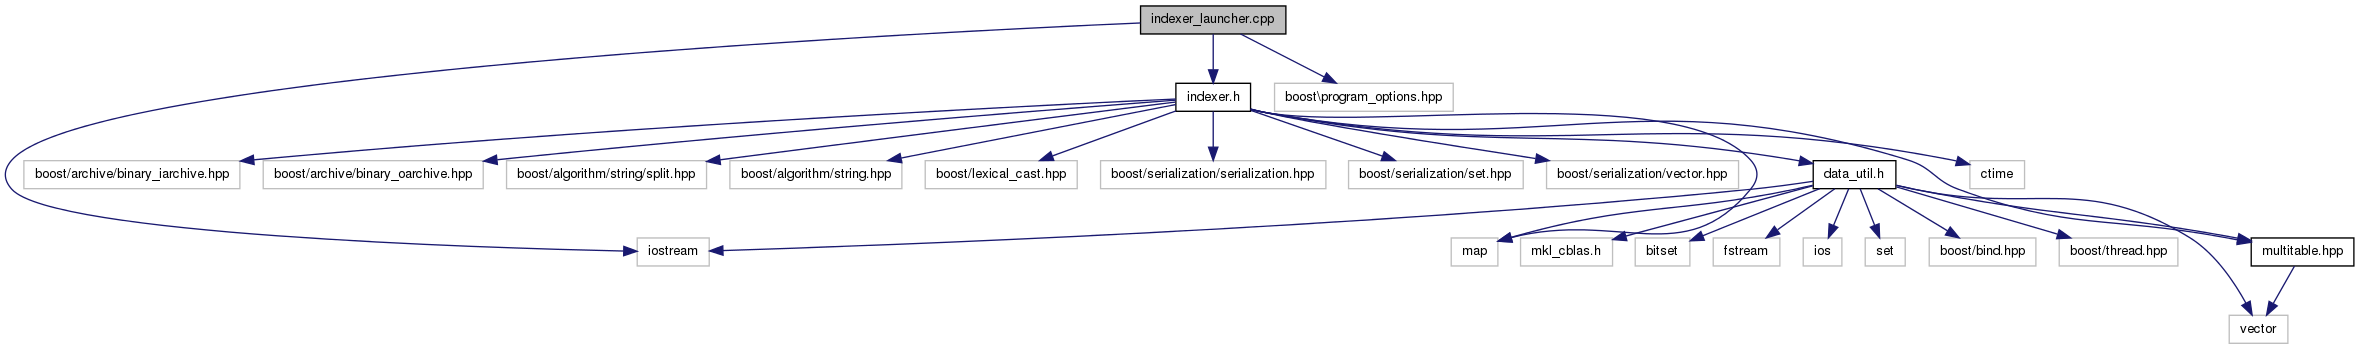 indexer_launcher.cpp
indexer.h
boost\program_options.hpp
boost/archive/binary_iarchive.hpp
boost/archive/binary_oarchive.hpp
boost/algorithm/string/split.hpp
boost/algorithm/string.hpp
boost/lexical_cast.hpp
boost/serialization/serialization.hpp
boost/serialization/set.hpp
boost/serialization/vector.hpp
data_util.h
ctime
iostream
map
mkl_cblas.h
bitset
fstream
ios
set
boost/bind.hpp
boost/thread.hpp
multitable.hpp
vector